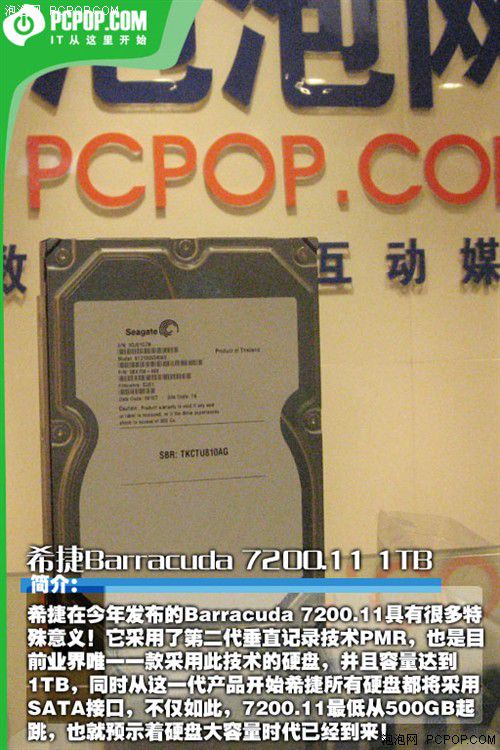 泡泡网 PCPOP.COM
PCPOP.COM
IT从这里开始
泡泡网
PCPOP.CO
互动媒
Seagate
Product of Thailand
SBR: TKCTU810AG
希捷Barracuda 7200.11 1TB
简介:
希捷在今年发布的Barracuda 7200.11具有很多特
殊意义!它采用了第二代垂直记录技术PMR,也是目
前业界唯一一款采用此技术的硬盘,并且容量达到
1TB,同时从这一代产品开始希捷所有硬盘都将采用
SATA接口,不仅如此,7200.11最低从500GB起
跳,也就预示着硬盘大容量时代已经到来!
泡泡网 PCPOP.COM